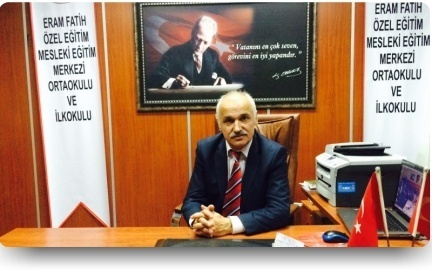 ERAM FATİH
ÖZEL EĞİTİM
MESLEKİ EĞİTİM
MERKEZİ
ORTAOKULU
VE
İLKOKULU
"Vatanını en çok seven,
görevini en iyi yapandır."
ERAM FATİH
ÖZEL EĞİTİM
MESLEKİ EĞİTİM
MERKEZİ
ORTAOKULU
VE
İLKOKULU